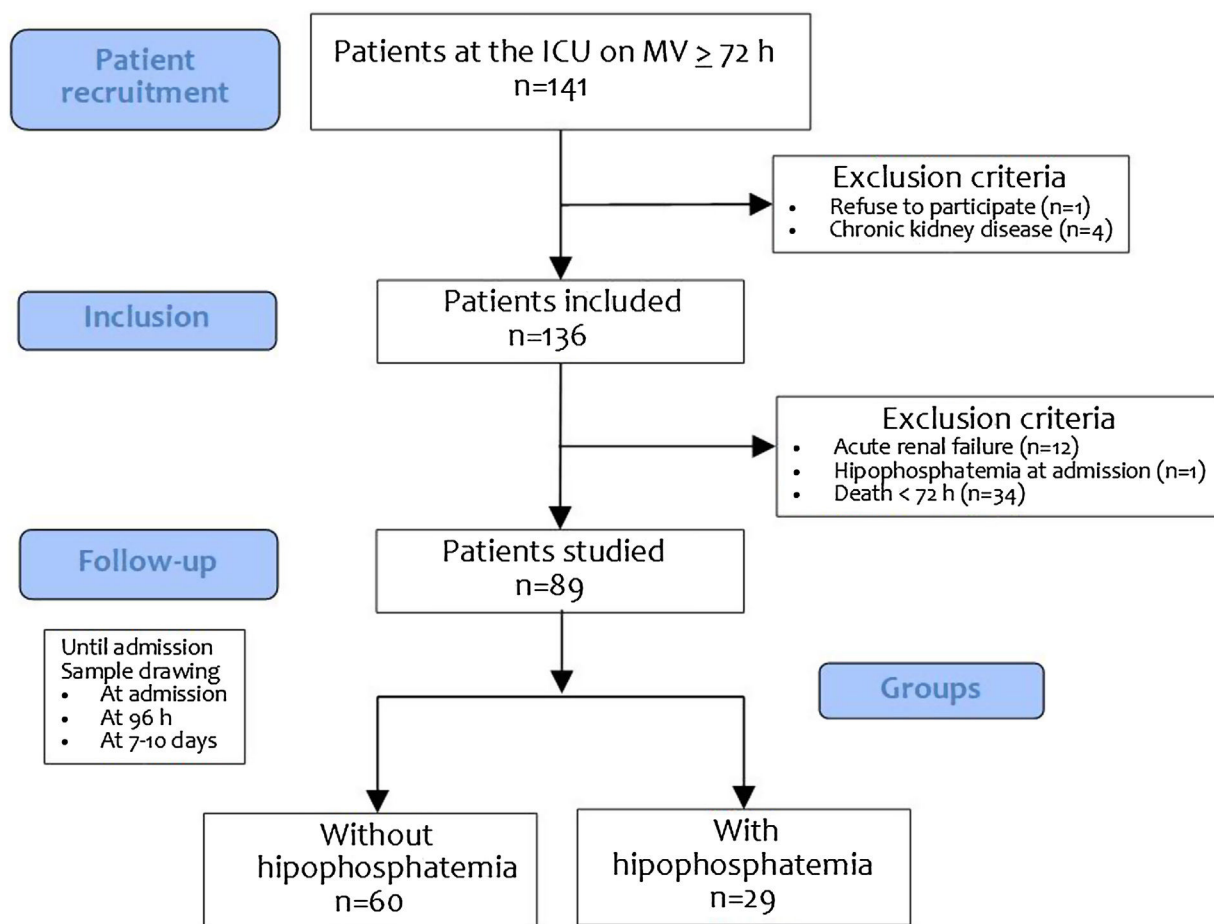 Patient
recruitment
Patients at the ICU on MV ≥ 72 h
n=141
Exclusion criteria
• Refuse to participate (n=1)
• Chronic kidney disease (n=4)
Inclusion
Patients included
n=136
Exclusion criteria
• Acute renal failure (n=12)
• Hipophosphatemia at admission (n=1)
• Death < 72 h (n=34)
Follow-up
Patients studied
n=89
Until admission
Sample drawing
• At admission
• At 96 h
• At 7-10 days
Groups
Without
hipophosphatemia
n=60
With
hipophosphatemia
n=29